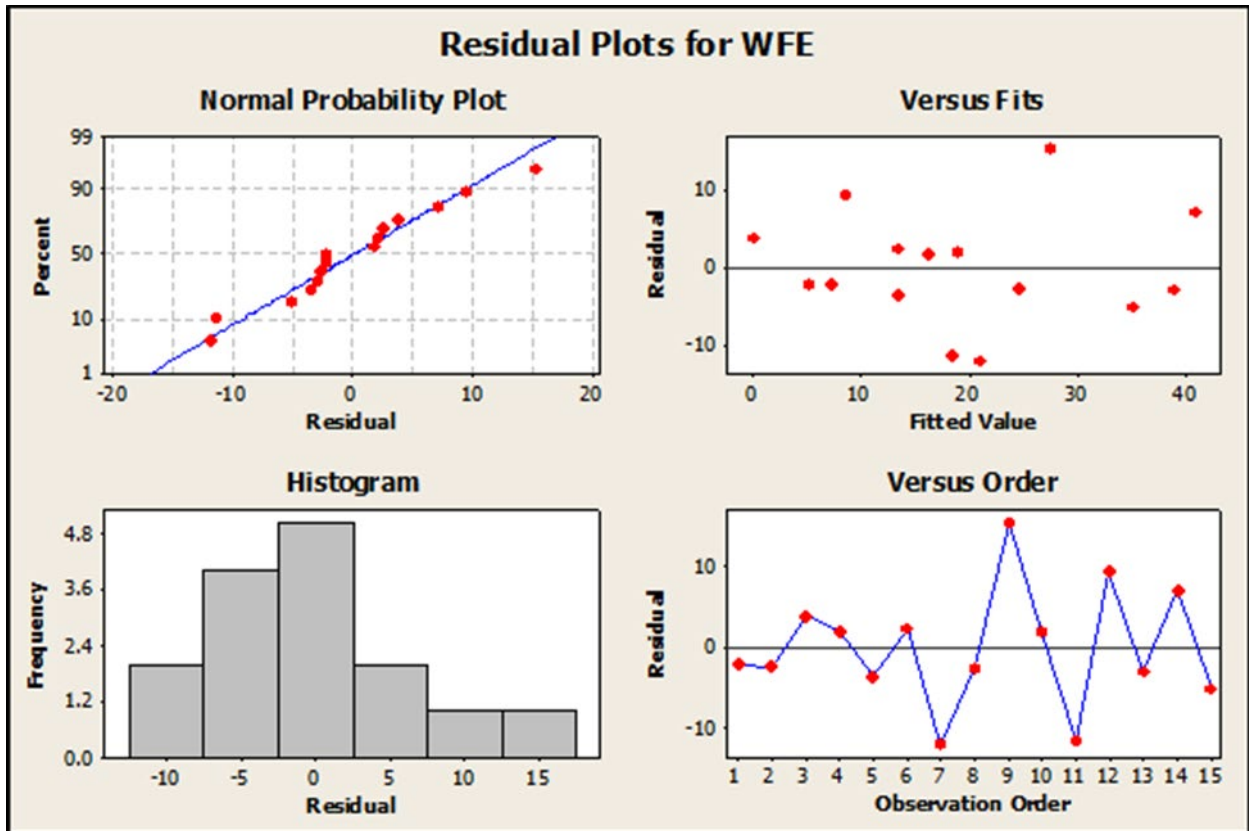 Residual Plots for WFE
Normal Probability Plot
99
90
50
10
1
Percent
-20 -10 0 10 20
Residual
Versus Fits
10
0
-10
Residual
0 10 20 30 40
Fitted Value
Histogram
4.8
3.6
2.4
1.2
0.0
Frequency
-10 -5 0 5 10 15
Residual
Versus Order
10
0
-10
Residual
1 2 3 4 5 6 7 8 9 10 11 12 13 14 15
Observation Order